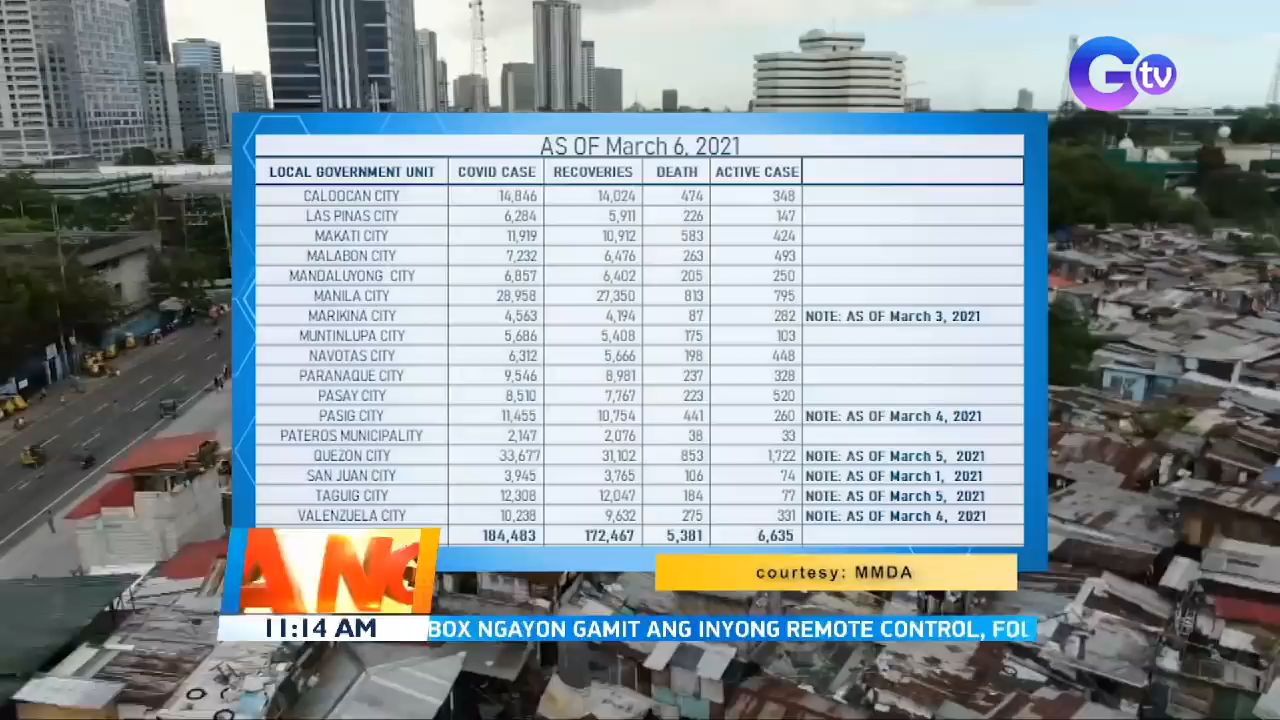 Gtv
AS OF March 6, 2021
LOCAL GOVERNMENT UNIT COVID CASE RECOVERIES DEATH ACTIVE CASE
CALOOCAN CITY 14,846 14,024 474 348
LAS PINAS CITY 6,284 5,911 226 147
MAKATI CITY 11,919 10,912 583 424
MALABON CITY 7,232 6,476 263 493
MANDALUYONG CITY 6,857 6,402 205 250
MANILA CITY 28,958 27,350 813 795
MARIKINA CITY 4,563 4,194 87 282 NOTE: AS OF March 3, 2021
MUNTINLUPA CITY 5,686 5,408 175 103
NAVOTAS CITY 6,312 5,666 198 448
PARANAQUE CITY 9,546 8,981 237 328
PASAY CITY 8,510 7,767 223 520
PASIG CITY 11,455 10,754 441 260 NOTE: AS OF March 4, 2021
PATEROS MUNICIPALITY 2,147 2,076 38 33
QUEZON CITY 33,677 31,102 853 1,722 NOTE: AS OF March 5, 2021
SAN JUAN CITY 3,945 3,765 106 74 NOTE: AS OF March 1, 2021
TAGUIG CITY 12,308 12,047 184 77 NOTE: AS OF March 5, 2021
VALENZUELA CITY 10,238 9,632 275 331 NOTE: AS OF March 4, 2021
184,483 172,467 5,381 6,635
ANG
courtesy: MMDA
11:14 AM BOX NGAYON GAMIT ANG INYONG REMOTE CONTROL, FOL